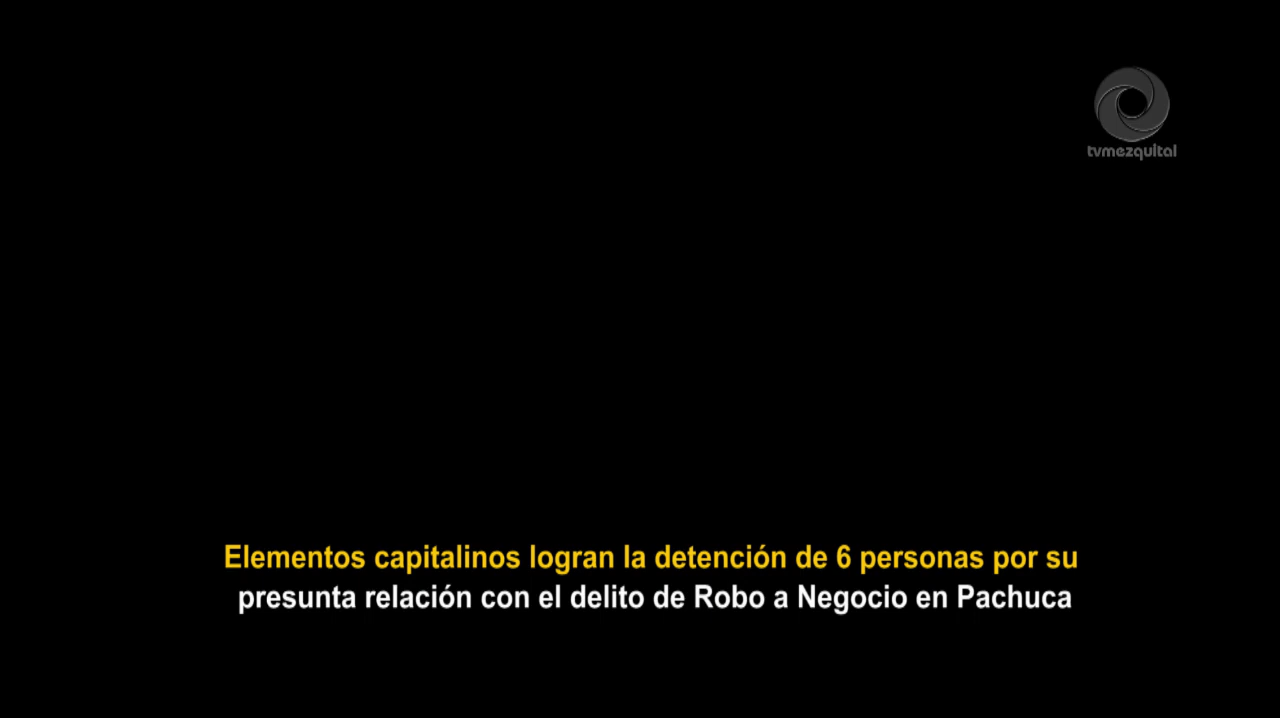 tvmezquital
Elementos capitalinos logran la detención de 6 personas por su
presunta relación con el delito de Robo a Negocio en Pachuca